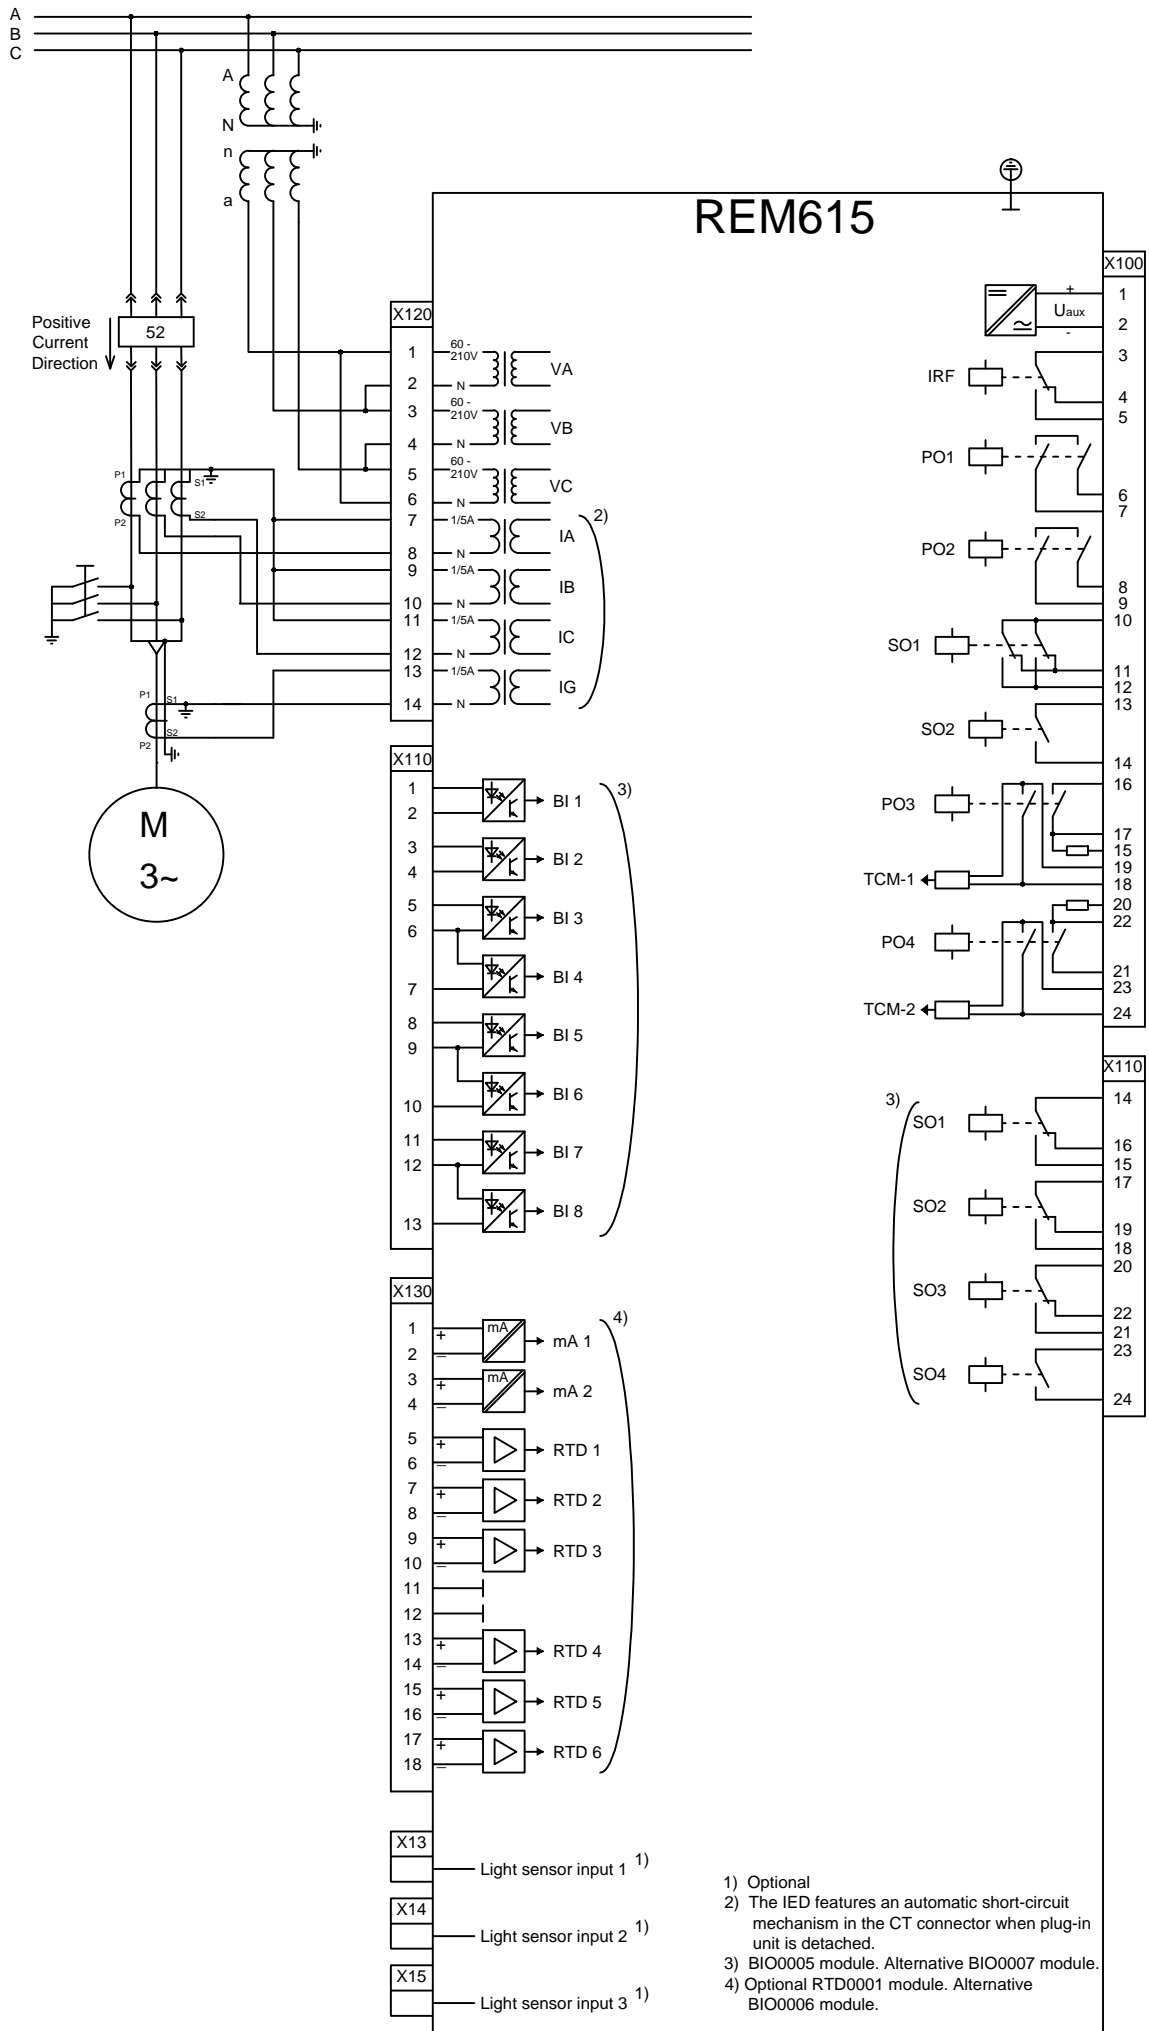 A
B
C
A
N
n
a
REM615
Positive
Current
Direction
52
P1
P2
S1
S2
P1
P2
S1
S2
M
3~
X120
1
60 -
210V
VA
2
N
3
60 -
210V
VB
4
N
5
60 -
210V
VC
6
N
7
1/5A
2)
IA
8
N
9
1/5A
IB
10
N
11
1/5A
IC
12
N
13
1/5A
IG
14
N
X110
1
2
BI 1
3)
3
4
BI 2
5
6
BI 3
7
BI 4
8
9
BI 5
10
BI 6
11
12
BI 7
13
BI 8
X130
1
+
mA
mA 1
4)
2
–
3
+
mA
mA 2
4
–
5
+
RTD 1
6
–
7
+
RTD 2
8
–
9
+
RTD 3
10
–
11
12
13
+
RTD 4
14
–
15
+
RTD 5
16
–
17
+
RTD 6
18
–
X13
Light sensor input 1 1)
X14
Light sensor input 2 1)
X15
Light sensor input 3 1)
X100
+
Uaux
-
1
2
IRF
3
4
5
PO1
6
7
PO2
8
9
SO1
10
11
12
SO2
13
14
PO3
16
17
15
19
18
TCM-1
20
22
PO4
21
23
TCM-2
24
X110
3)
SO1
14
16
15
SO2
17
19
18
SO3
20
22
21
SO4
23
24
1) Optional
2) The IED features an automatic short-circuit
mechanism in the CT connector when plug-in
unit is detached.
3) BIO0005 module. Alternative BIO0007 module.
4) Optional RTD0001 module. Alternative
BIO0006 module.